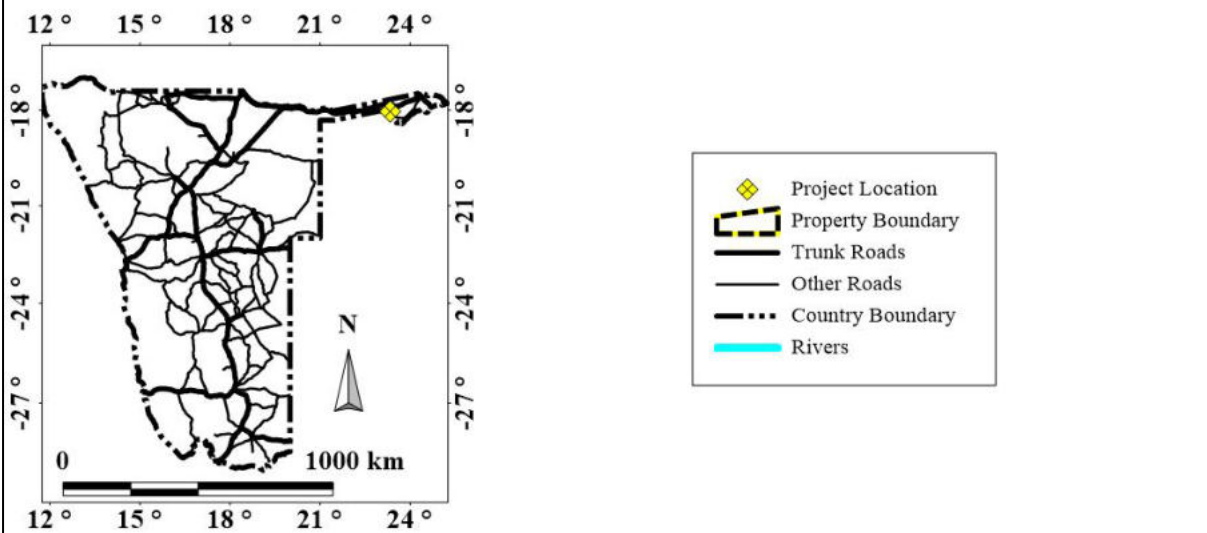 12 ° 15 ° 18 ° 21 ° 24 °
-18 ° -18 °
-21 ° -21 °
-24 ° -24 °
-27 ° -27 °
N
0 1000 km
12 ° 15 ° 18 ° 21 ° 24 °
Project Location
Property Boundary
Trunk Roads
Other Roads
Country Boundary
Rivers